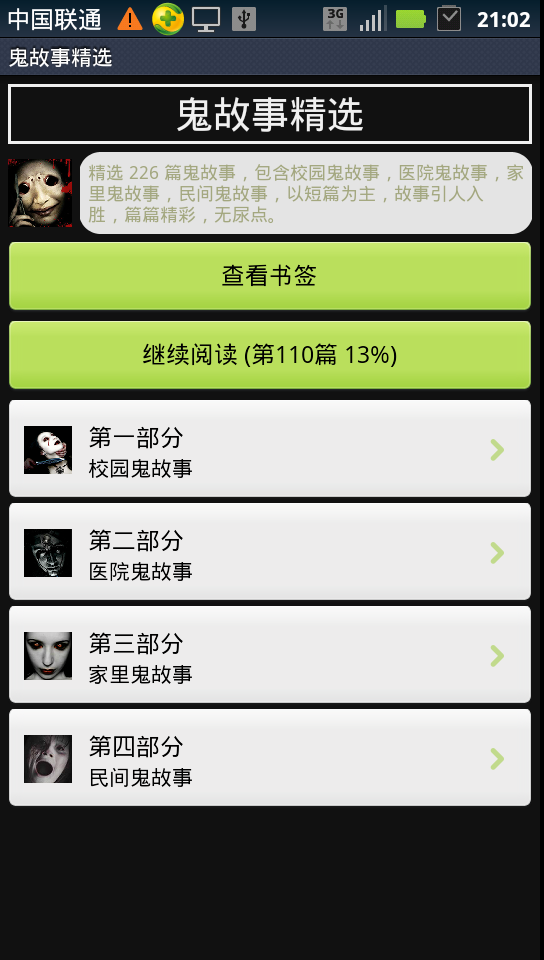 中国联通
3G
21:02
鬼故事精选
鬼故事精选
精选 226 篇鬼故事，包含校园鬼故事，医院鬼故事，家
里鬼故事，民间鬼故事，以短篇为主，故事引人入
胜，篇篇精彩，无尿点。
查看书签
继续阅读 (第110篇 13%)
第一部分
校园鬼故事
第二部分
医院鬼故事
第三部分
家里鬼故事
第四部分
民间鬼故事